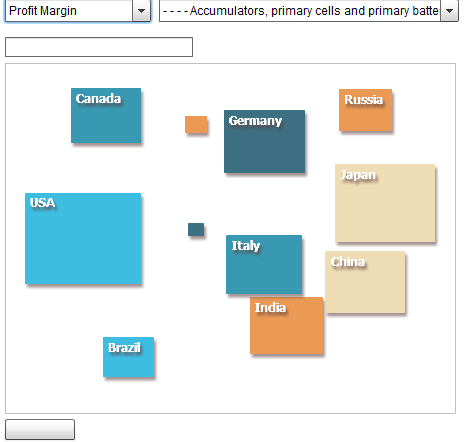 Profit Margin
- - - - Accumulators, primary cells and primary batte
Canada
Germany
Russia
Japan
USA
Italy
China
India
Brazil